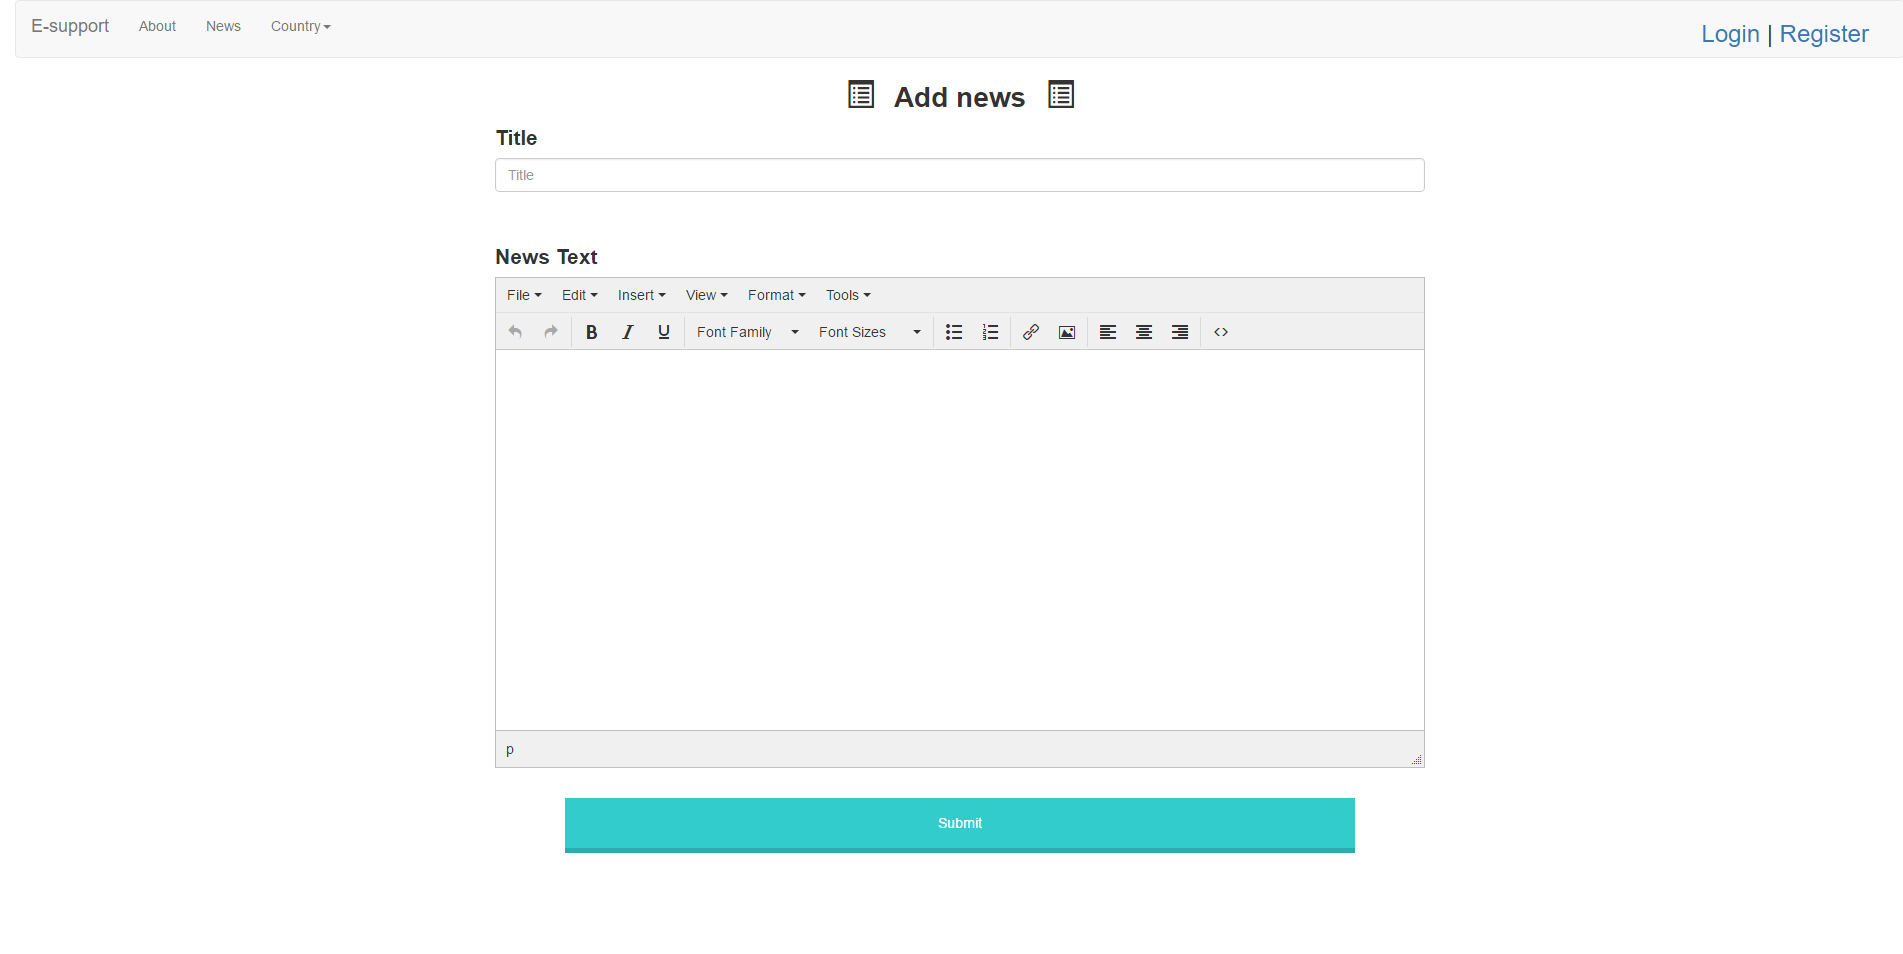 E-support About News Country Login | Register
Add news
Title
Title
News Text
File Edit Insert View Format Tools
B I U Font Family Font Sizes <>
p
Submit